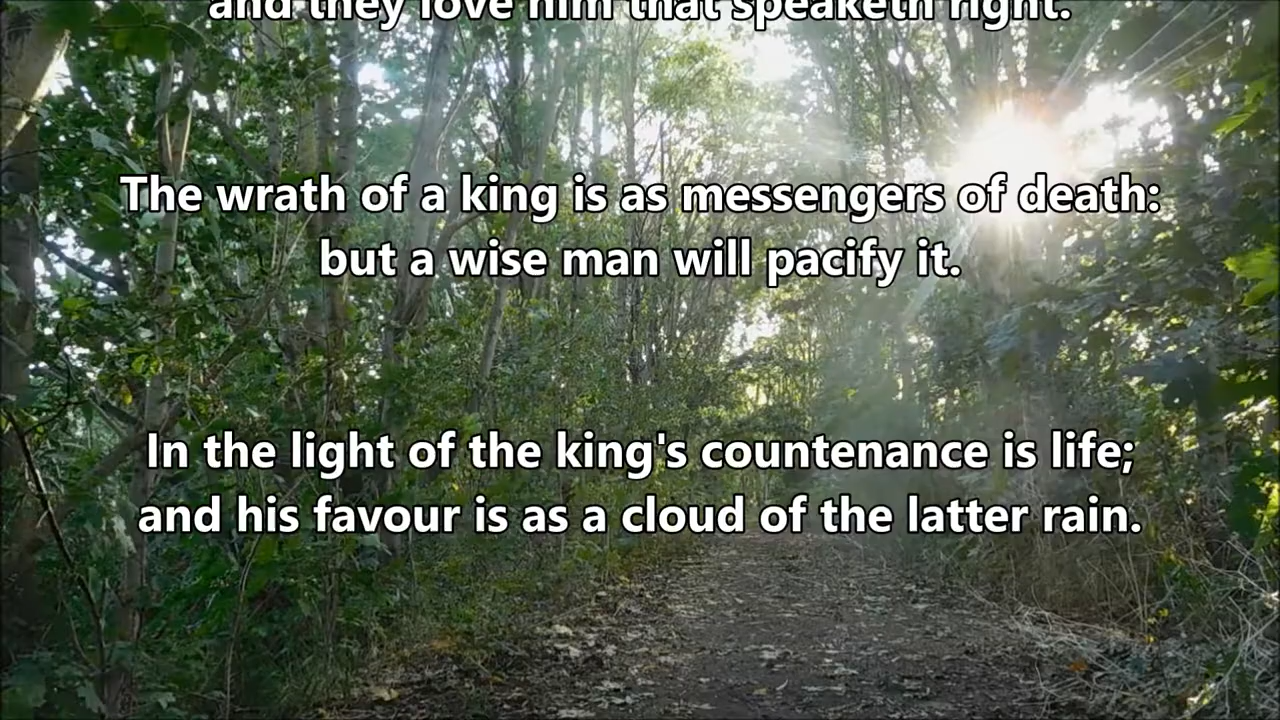 and they love him that speaketh right.
The wrath of a king is as messengers of death:
but a wise man will pacify it.
In the light of the king's countenance is life;
and his favour is as a cloud of the latter rain.